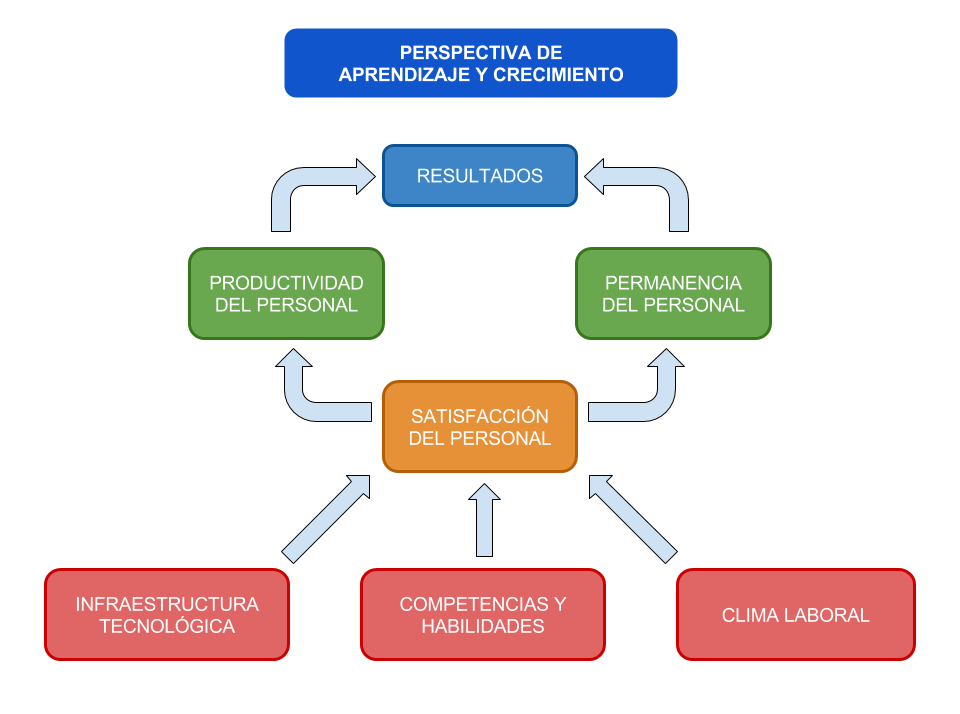 PERSPECTIVA DE
APRENDIZAJE Y CRECIMIENTO
RESULTADOS
PRODUCTIVIDAD
DEL PERSONAL
PERMANENCIA
DEL PERSONAL
SATISFACCIÓN
DEL PERSONAL
INFRAESTRUCTURA
TECNOLÓGICA
COMPETENCIAS Y
HABILIDADES
CLIMA LABORAL